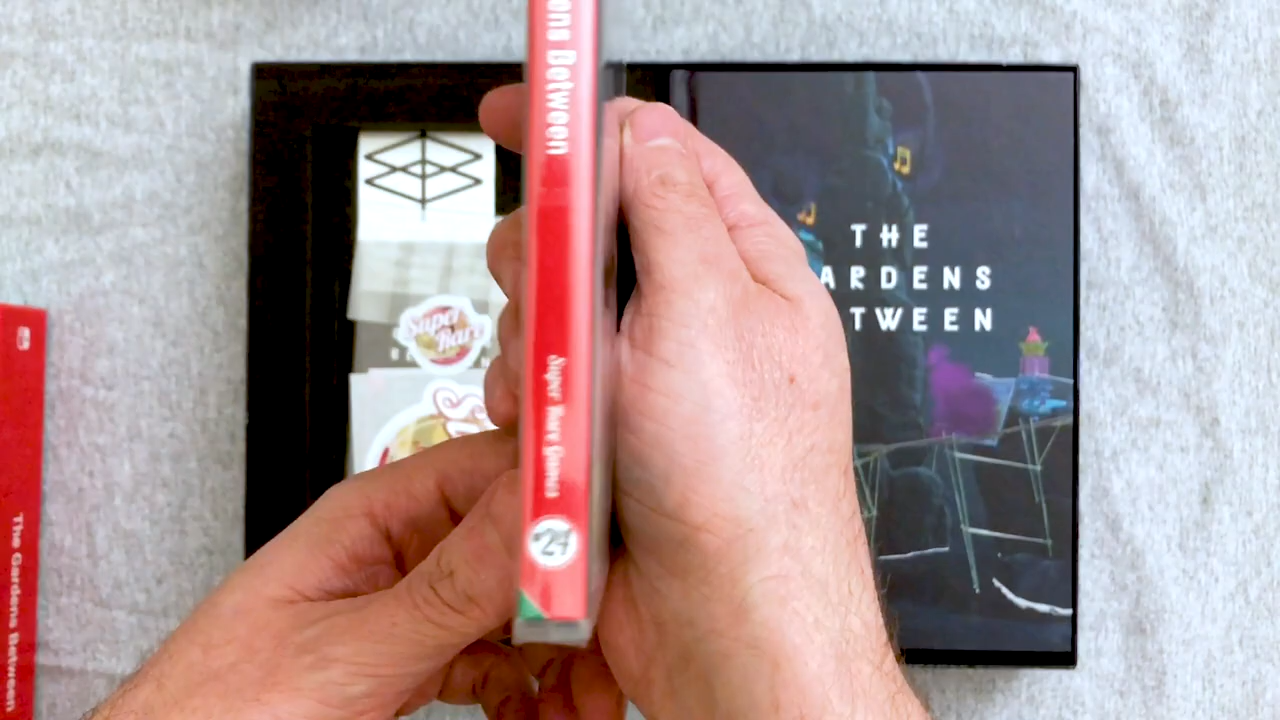 ens Between
Super Rare Games
#24
THE
ARDENS
TWEEN
Super
Rare
The Gardens Between